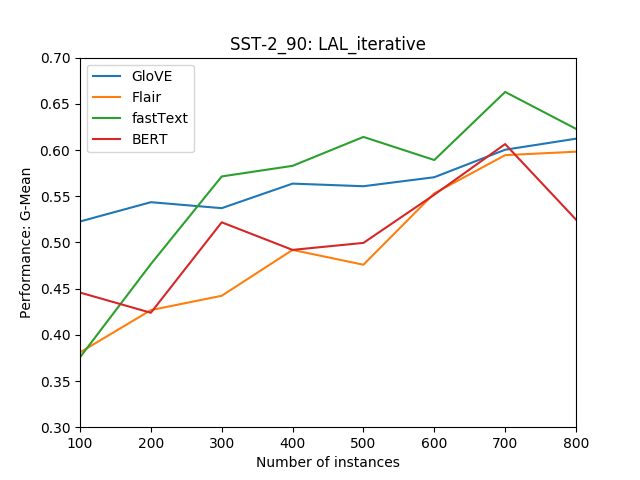 SST-2_90: LAL_iterative
GloVE
Flair
fastText
BERT
Performance: G-Mean
0.70
0.65
0.60
0.55
0.50
0.45
0.40
0.35
0.30
100 200 300 400 500 600 700 800
Number of instances